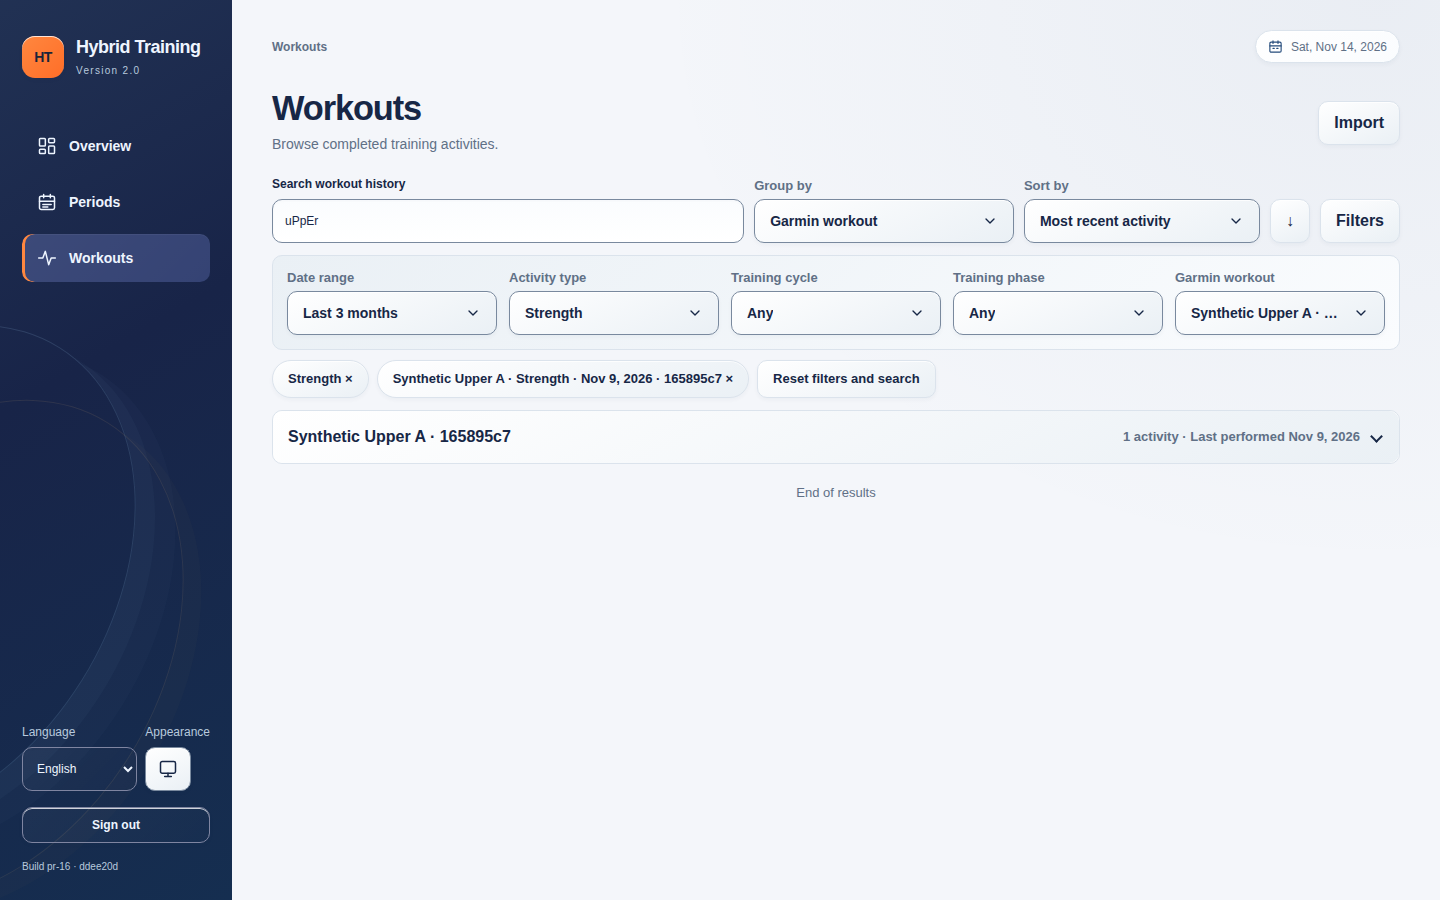 HT
Hybrid Training
Version 2.0
Overview
Periods
Workouts
Language
Appearance
English
Sign out
Build pr-16 · ddee20d
Workouts
Sat, Nov 14, 2026
Workouts
Browse completed training activities.
Import
Search workout history
Group by
Sort by
uPpEr
Garmin workout
Most recent activity
↓
Filters
Date range
Activity type
Training cycle
Training phase
Garmin workout
Last 3 months
Strength
Any
Any
Synthetic Upper A · ...
Strength ×
Synthetic Upper A · Strength · Nov 9, 2026 · 165895c7 ×
Reset filters and search
Synthetic Upper A · 165895c7
1 activity · Last performed Nov 9, 2026
End of results